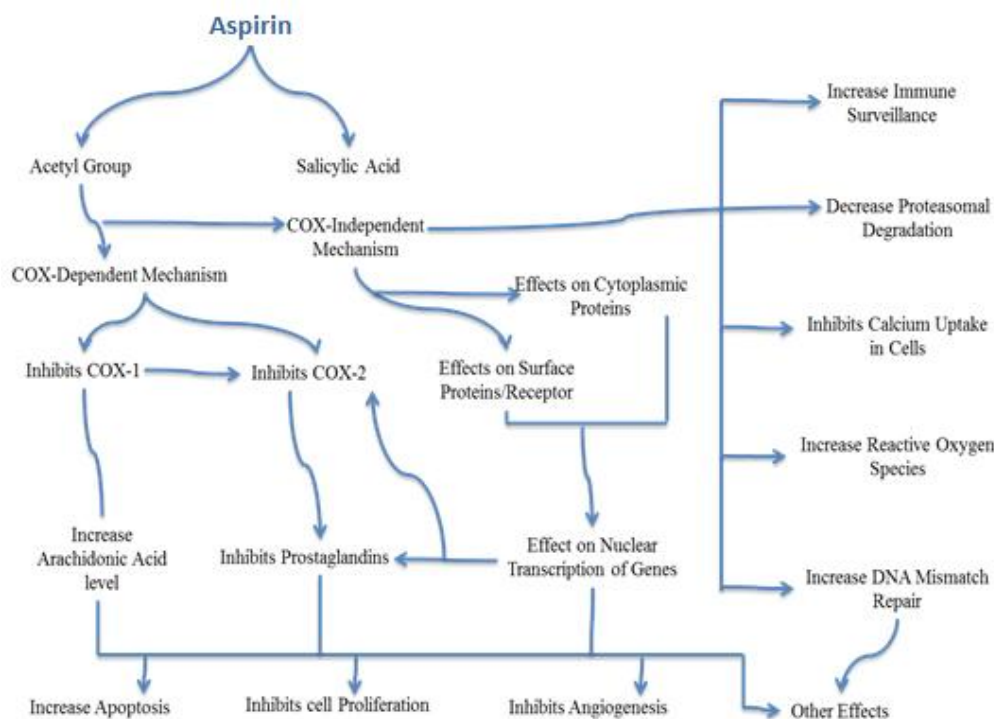 Aspirin
Increase Immune
Surveillance
Acetyl Group
Salicylic Acid
COX-Independent
Mechanism
Decrease Proteasomal
Degradation
COX-Dependent Mechanism
Effects on Cytoplasmic
Proteins
Inhibits Calcium Uptake
in Cells
Inhibits COX-1
Inhibits COX-2
Effects on Surface
Proteins/Receptor
Increase Reactive Oxygen
Species
Increase
Arachidonic Acid
level
Inhibits Prostaglandins
Effect on Nuclear
Transcription of Genes
Increase DNA Mismatch
Repair
Increase Apoptosis
Inhibits cell Proliferation
Inhibits Angiogenesis
Other Effects